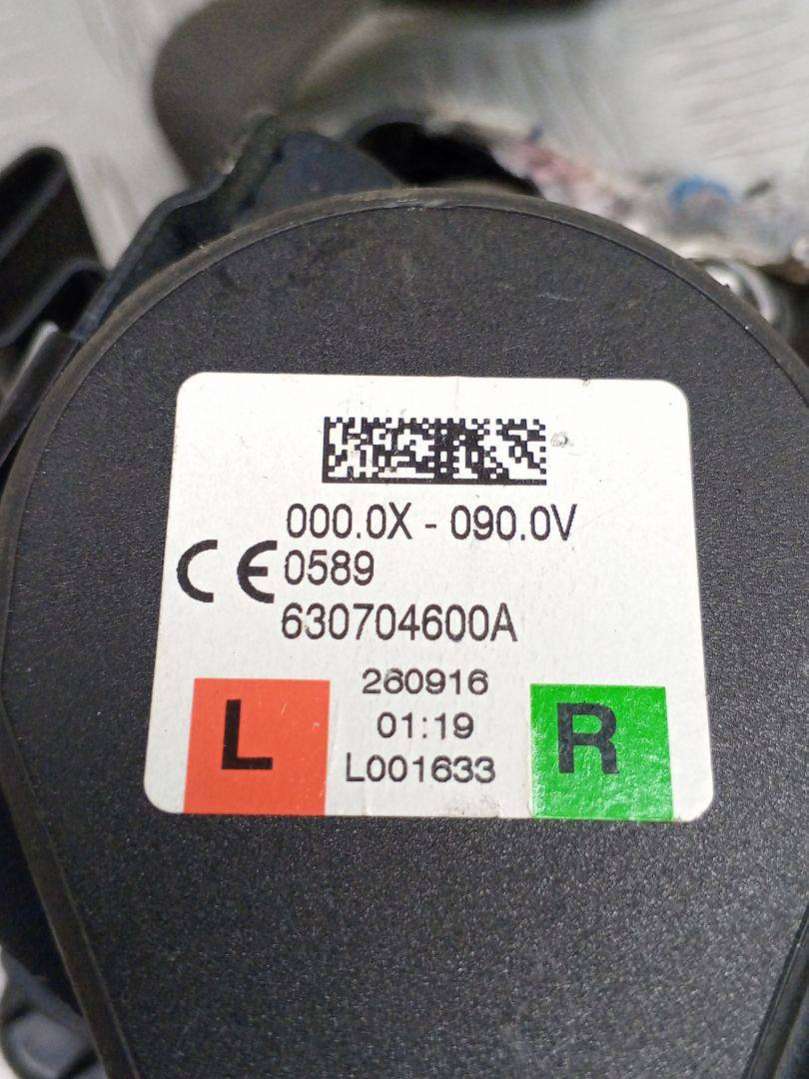 000.0X - 090.0V
CE 0589
630704600A
260916
01:19
L001633
L
R